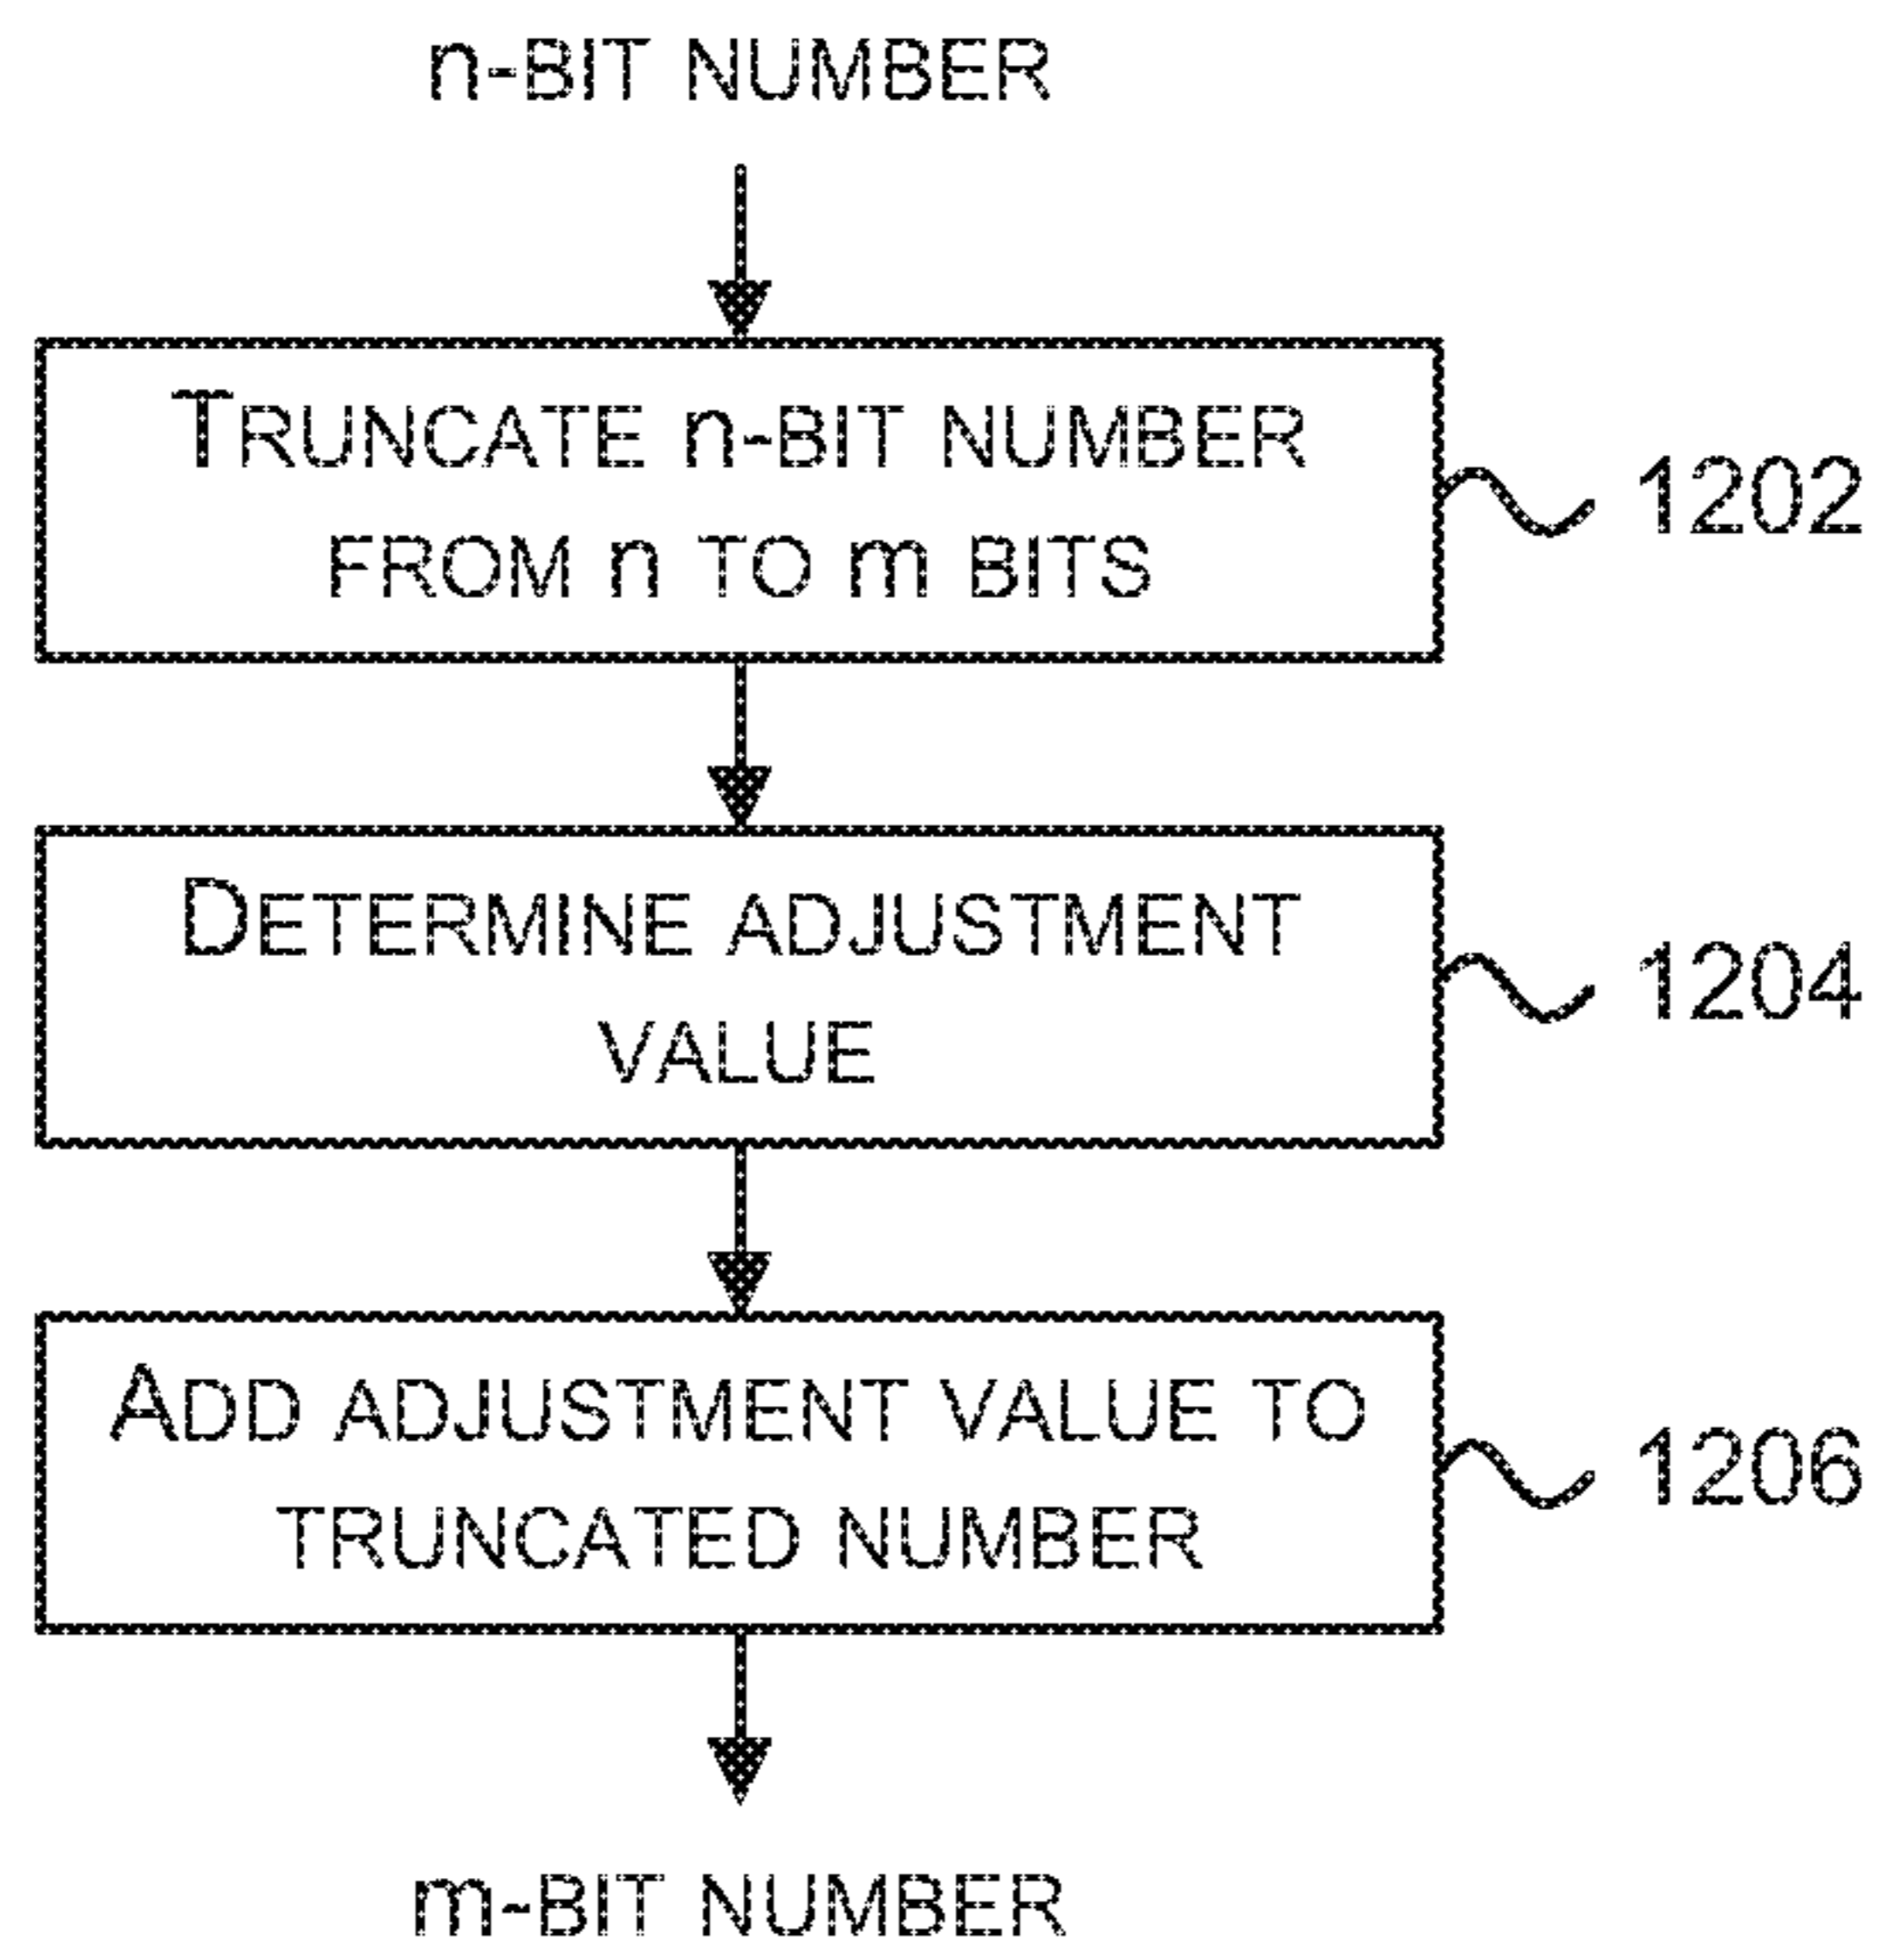 n-BIT NUMBER
TRUNCATE n-BIT NUMBER
FROM n TO m BITS
1202
DETERMINE ADJUSTMENT
VALUE
1204
ADD ADJUSTMENT VALUE TO
TRUNCATED NUMBER
1206
m-BIT NUMBER